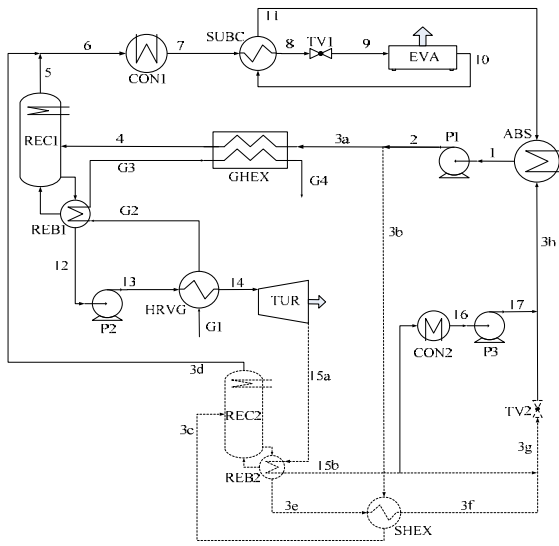 11
6
7
SUBC
8
TV1
9
EVA
10
CON1
5
REC1
4
3a
2
P1
ABS
1
G3
GHEX
G4
REB1
G2
3b
3h
12
13
14
TUR
P2
HRVG
G1
16
17
CON2
P3
3d
15a
3c
REC2
TV2
15b
3g
REB2
3e
3f
SHEX